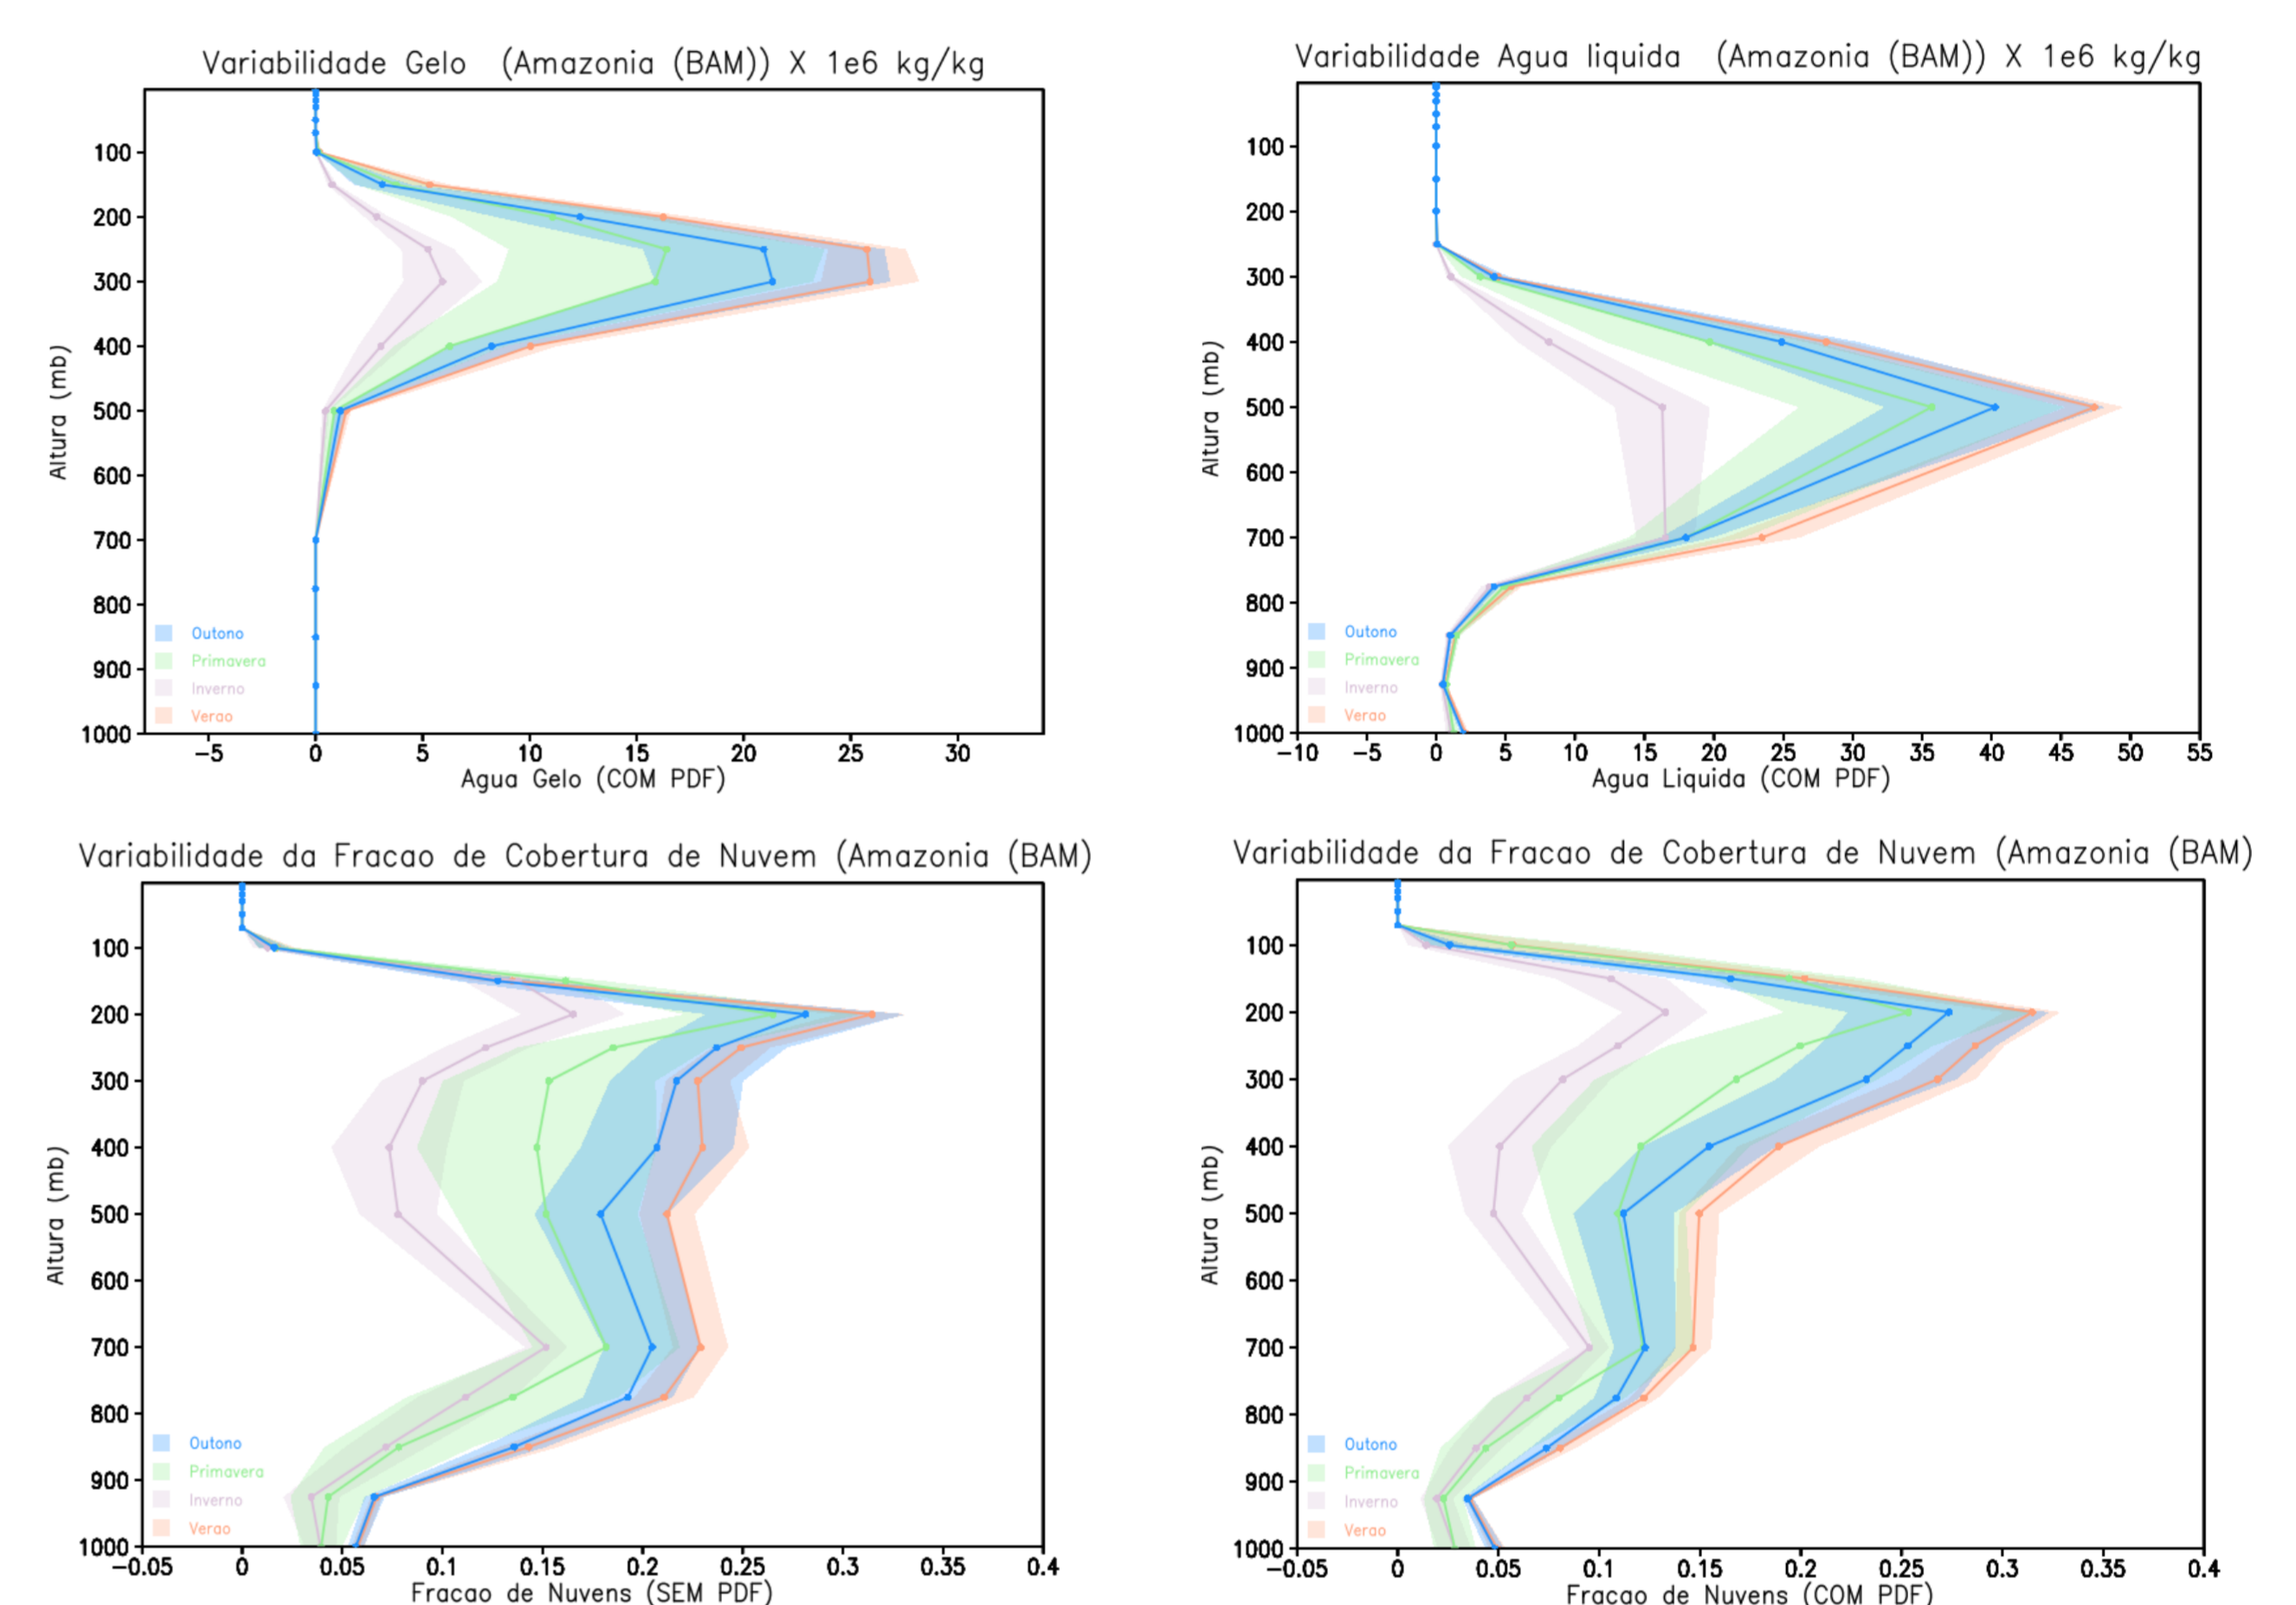 Variabilidade Gelo (Amazonia (BAM)) X 1e6 kg/kg
100
200
300
400
500
600
700
800
900
1000
Altura (mb)
Outono
Primavera
Inverno
Verao
-5 0 5 10 15 20 25 30
Agua Gelo (COM PDF)
Variabilidade Agua liquida (Amazonia (BAM)) X 1e6 kg/kg
100
200
300
400
500
600
700
800
900
1000
Altura (mb)
Outono
Primavera
Inverno
Verao
-10 -5 0 5 10 15 20 25 30 35 40 45 50 55
Agua Liquida (COM PDF)
Variabilidade da Fracao de Cobertura de Nuvem (Amazonia (BAM)
100
200
300
400
500
600
700
800
900
1000
Altura (mb)
Outono
Primavera
Inverno
Verao
-0.05 0 0.05 0.1 0.15 0.2 0.25 0.3 0.35 0.4
Fracao de Nuvens (SEM PDF)
Variabilidade da Fracao de Cobertura de Nuvem (Amazonia (BAM)
100
200
300
400
500
600
700
800
900
1000
Altura (mb)
Outono
Primavera
Inverno
Verao
-0.05 0 0.05 0.1 0.15 0.2 0.25 0.3 0.35 0.4
Fracao de Nuvens (COM PDF)